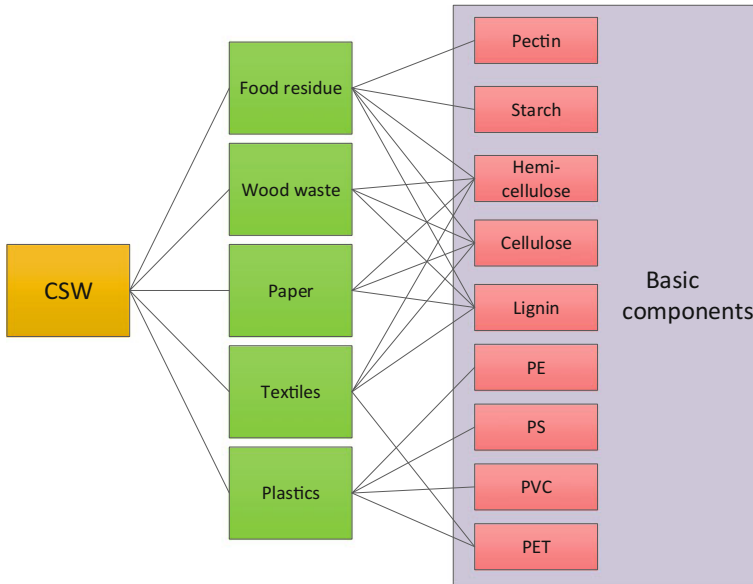 CSW
Food residue
Wood waste
Paper
Textiles
Plastics
Pectin
Starch
Hemi-
cellulose
Cellulose
Lignin
PE
PS
PVC
PET
Basic
components